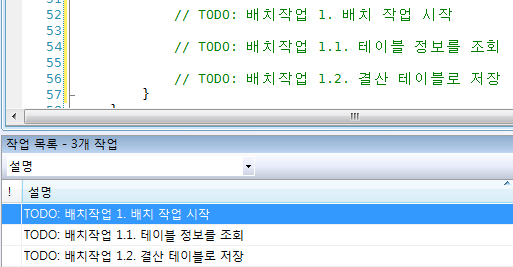 52 // TODO: 배치작업 1. 배치 작업 시작
53
54 // TODO: 배치작업 1.1. 테이블 정보를 조회
55
56 // TODO: 배치작업 1.2. 결산 테이블로 저장
57 }
}
작업 목록 - 3개 작업
설명
! 설명
TODO: 배치작업 1. 배치 작업 시작
TODO: 배치작업 1.1. 테이블 정보를 조회
TODO: 배치작업 1.2. 결산 테이블로 저장